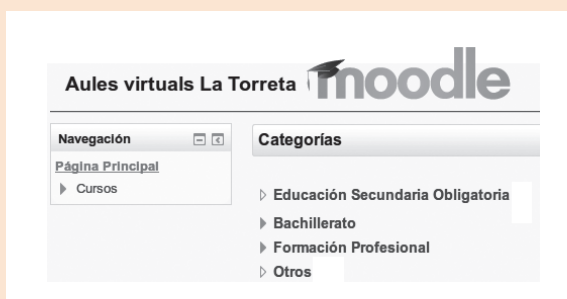 Aules virtuals La Torreta moodle
Navegación
Página Principal
Cursos
Categorías
Educación Secundaria Obligatoria
Bachillerato
Formación Profesional
Otros